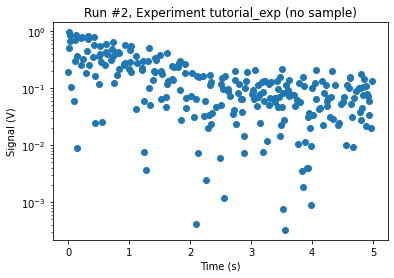 Run #2, Experiment tutorial_exp (no sample)
10⁰
10⁻¹
10⁻²
10⁻³
Signal (V)
0 1 2 3 4 5
Time (s)